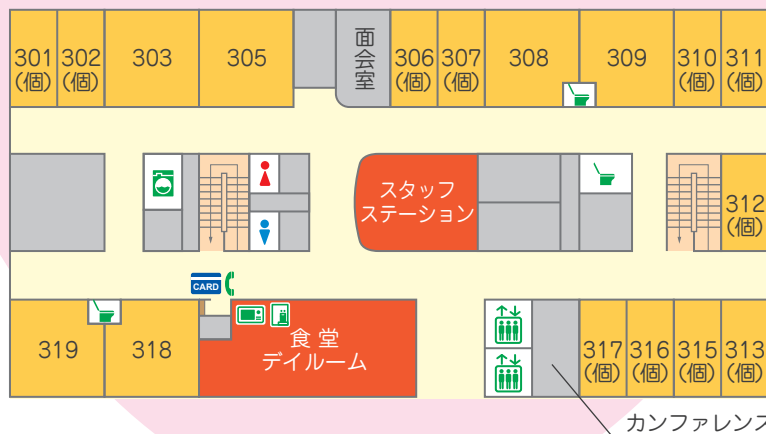 301
(個)
302
(個)
303
305
面会室
306
(個)
307
(個)
308
309
310
(個)
311
(個)
スタッフ
ステーション
312
(個)
CARD
319
318
食堂
デイルーム
317
(個)
316
(個)
315
(個)
313
(個)
カンファレンス